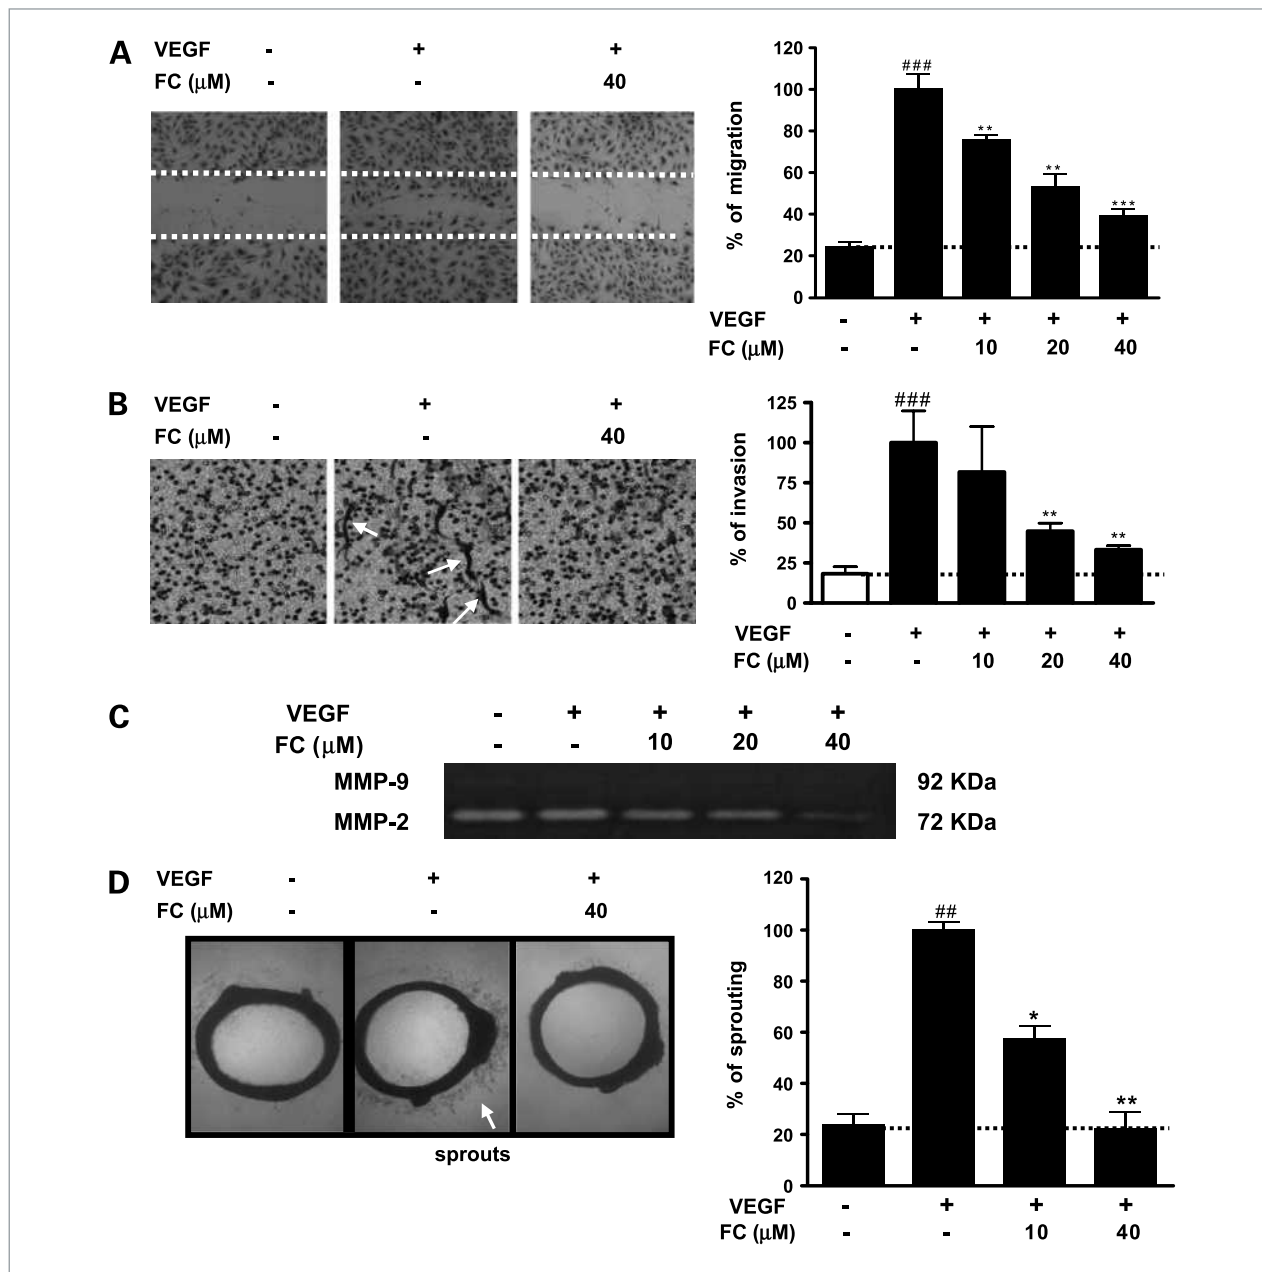 A
VEGF - + +
FC (μM) - - 40
% of migration
120
100
80
60
40
20
0
###
**
**
***
VEGF - + + + +
FC (μM) - - 10 20 40
B
VEGF - + +
FC (μM) - - 40
% of invasion
125
100
75
50
25
0
###
**
**
VEGF - + + + +
FC (μM) - - 10 20 40
C
VEGF - + + + +
FC (μM) - - 10 20 40
MMP-9 92 KDa
MMP-2 72 KDa
D
VEGF - + +
FC (μM) - - 40
sprouts
% of sprouting
120
100
80
60
40
20
0
##
*
**
VEGF - + + +
FC (μM) - - 10 40